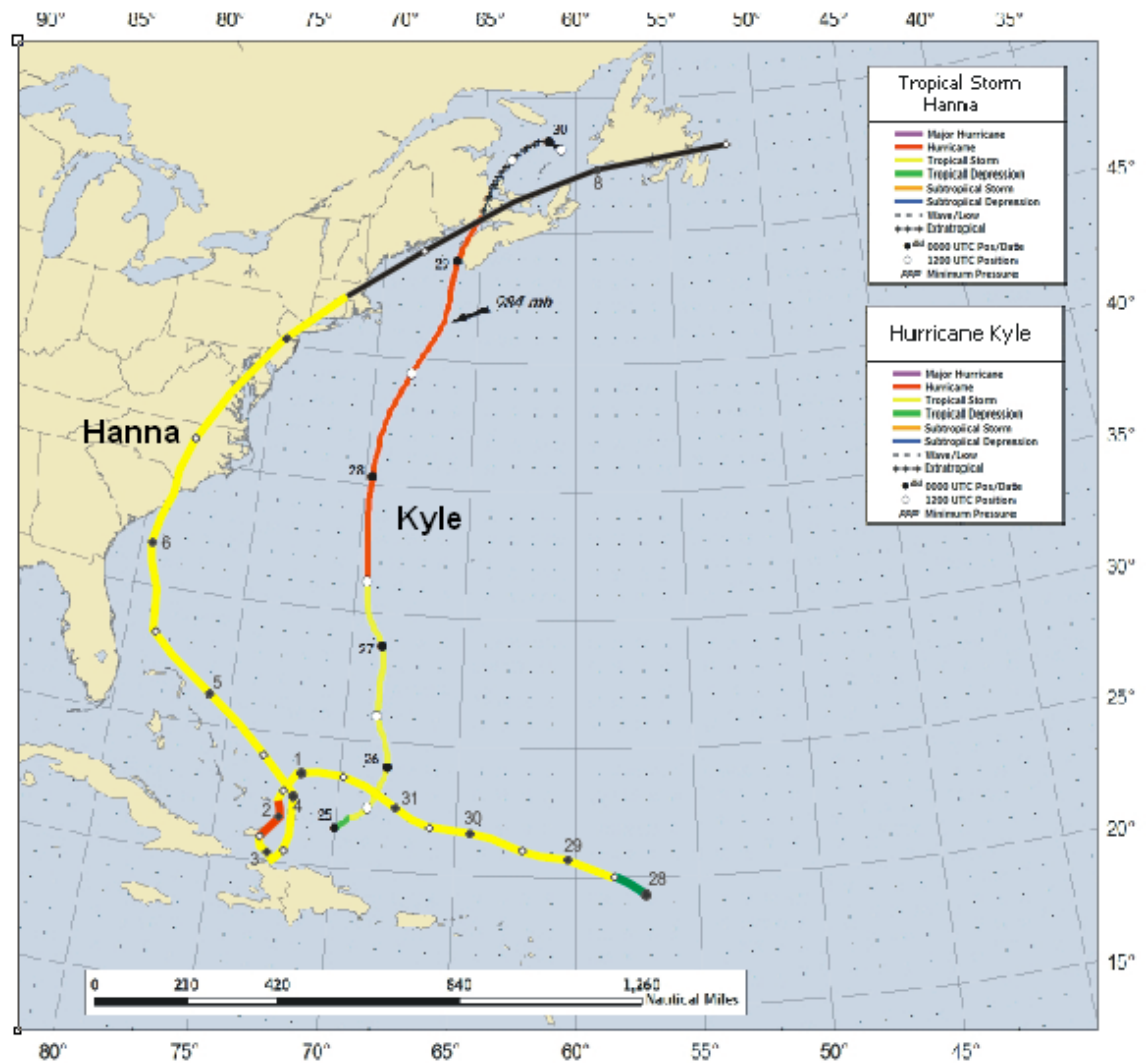 90° 85° 80° 75° 70° 65° 60° 55° 50° 45° 40° 35°
Tropical Storm
Hanna
Major Hurricane
Hurricane
Tropical Storm
Tropical Depression
Subtropical Storm
Subtropical Depression
Wave/Low
Extratropical
0000 UTC Pos/Date
1200 UTC Position
PPP Minimum Pressure
Hurricane Kyle
Major Hurricane
Hurricane
Tropical Storm
Tropical Depression
Subtropical Storm
Subtropical Depression
Wave/Low
Extratropical
0000 UTC Pos/Date
1200 UTC Position
PPP Minimum Pressure
30
8
45°
29
984 mb
40°
Hanna
35°
28
Kyle
6
30°
27
5
25°
26
1
31
2
4
25
30
20°
3
29
28
15°
0 210 420 840 1,260
Nautical Miles
80° 75° 70° 65° 60° 55° 50° 45°